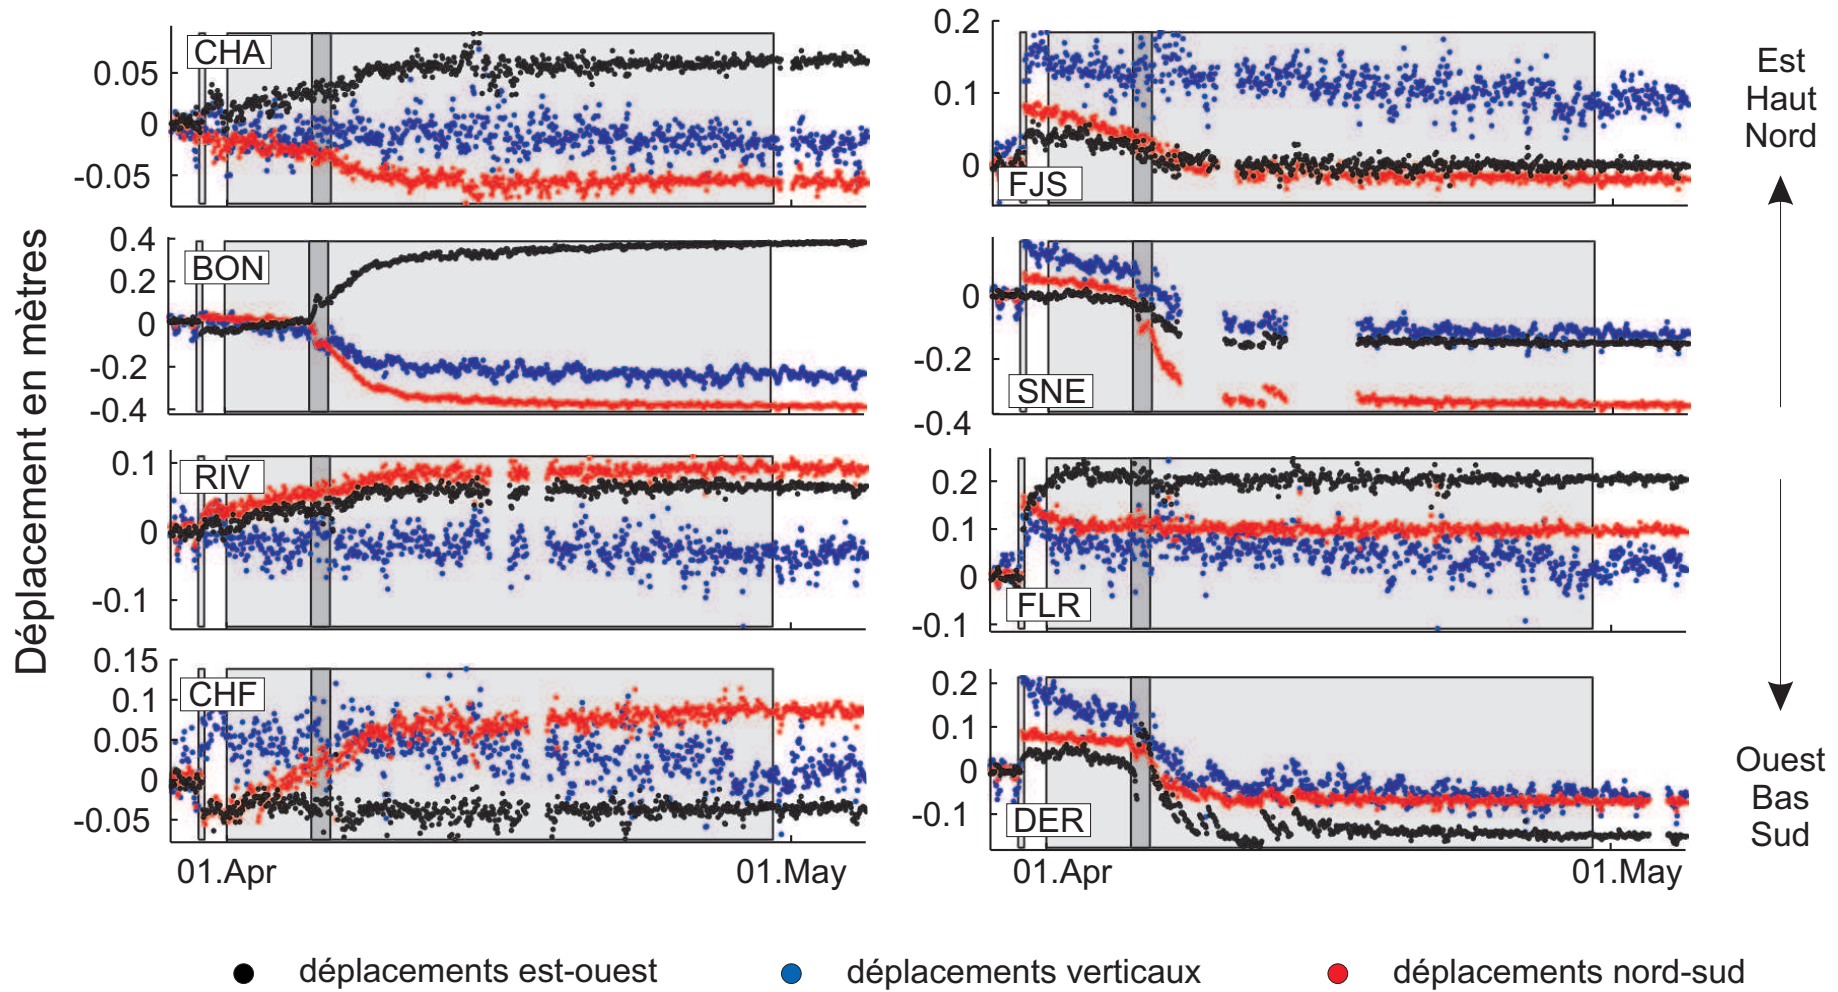 Déplacement en mètres
CHA
0.05
0
-0.05
BON
0.4
0.2
0
-0.2
-0.4
RIV
0.1
0
-0.1
CHF
0.15
0.1
0.05
0
-0.05
01.Apr
01.May
FJS
0.2
0.1
0
SNE
0
-0.2
-0.4
FLR
0.2
0.1
0
-0.1
DER
0.2
0.1
0
-0.1
01.Apr
01.May
Est
Haut
Nord
Ouest
Bas
Sud
déplacements est-ouest
déplacements verticaux
déplacements nord-sud